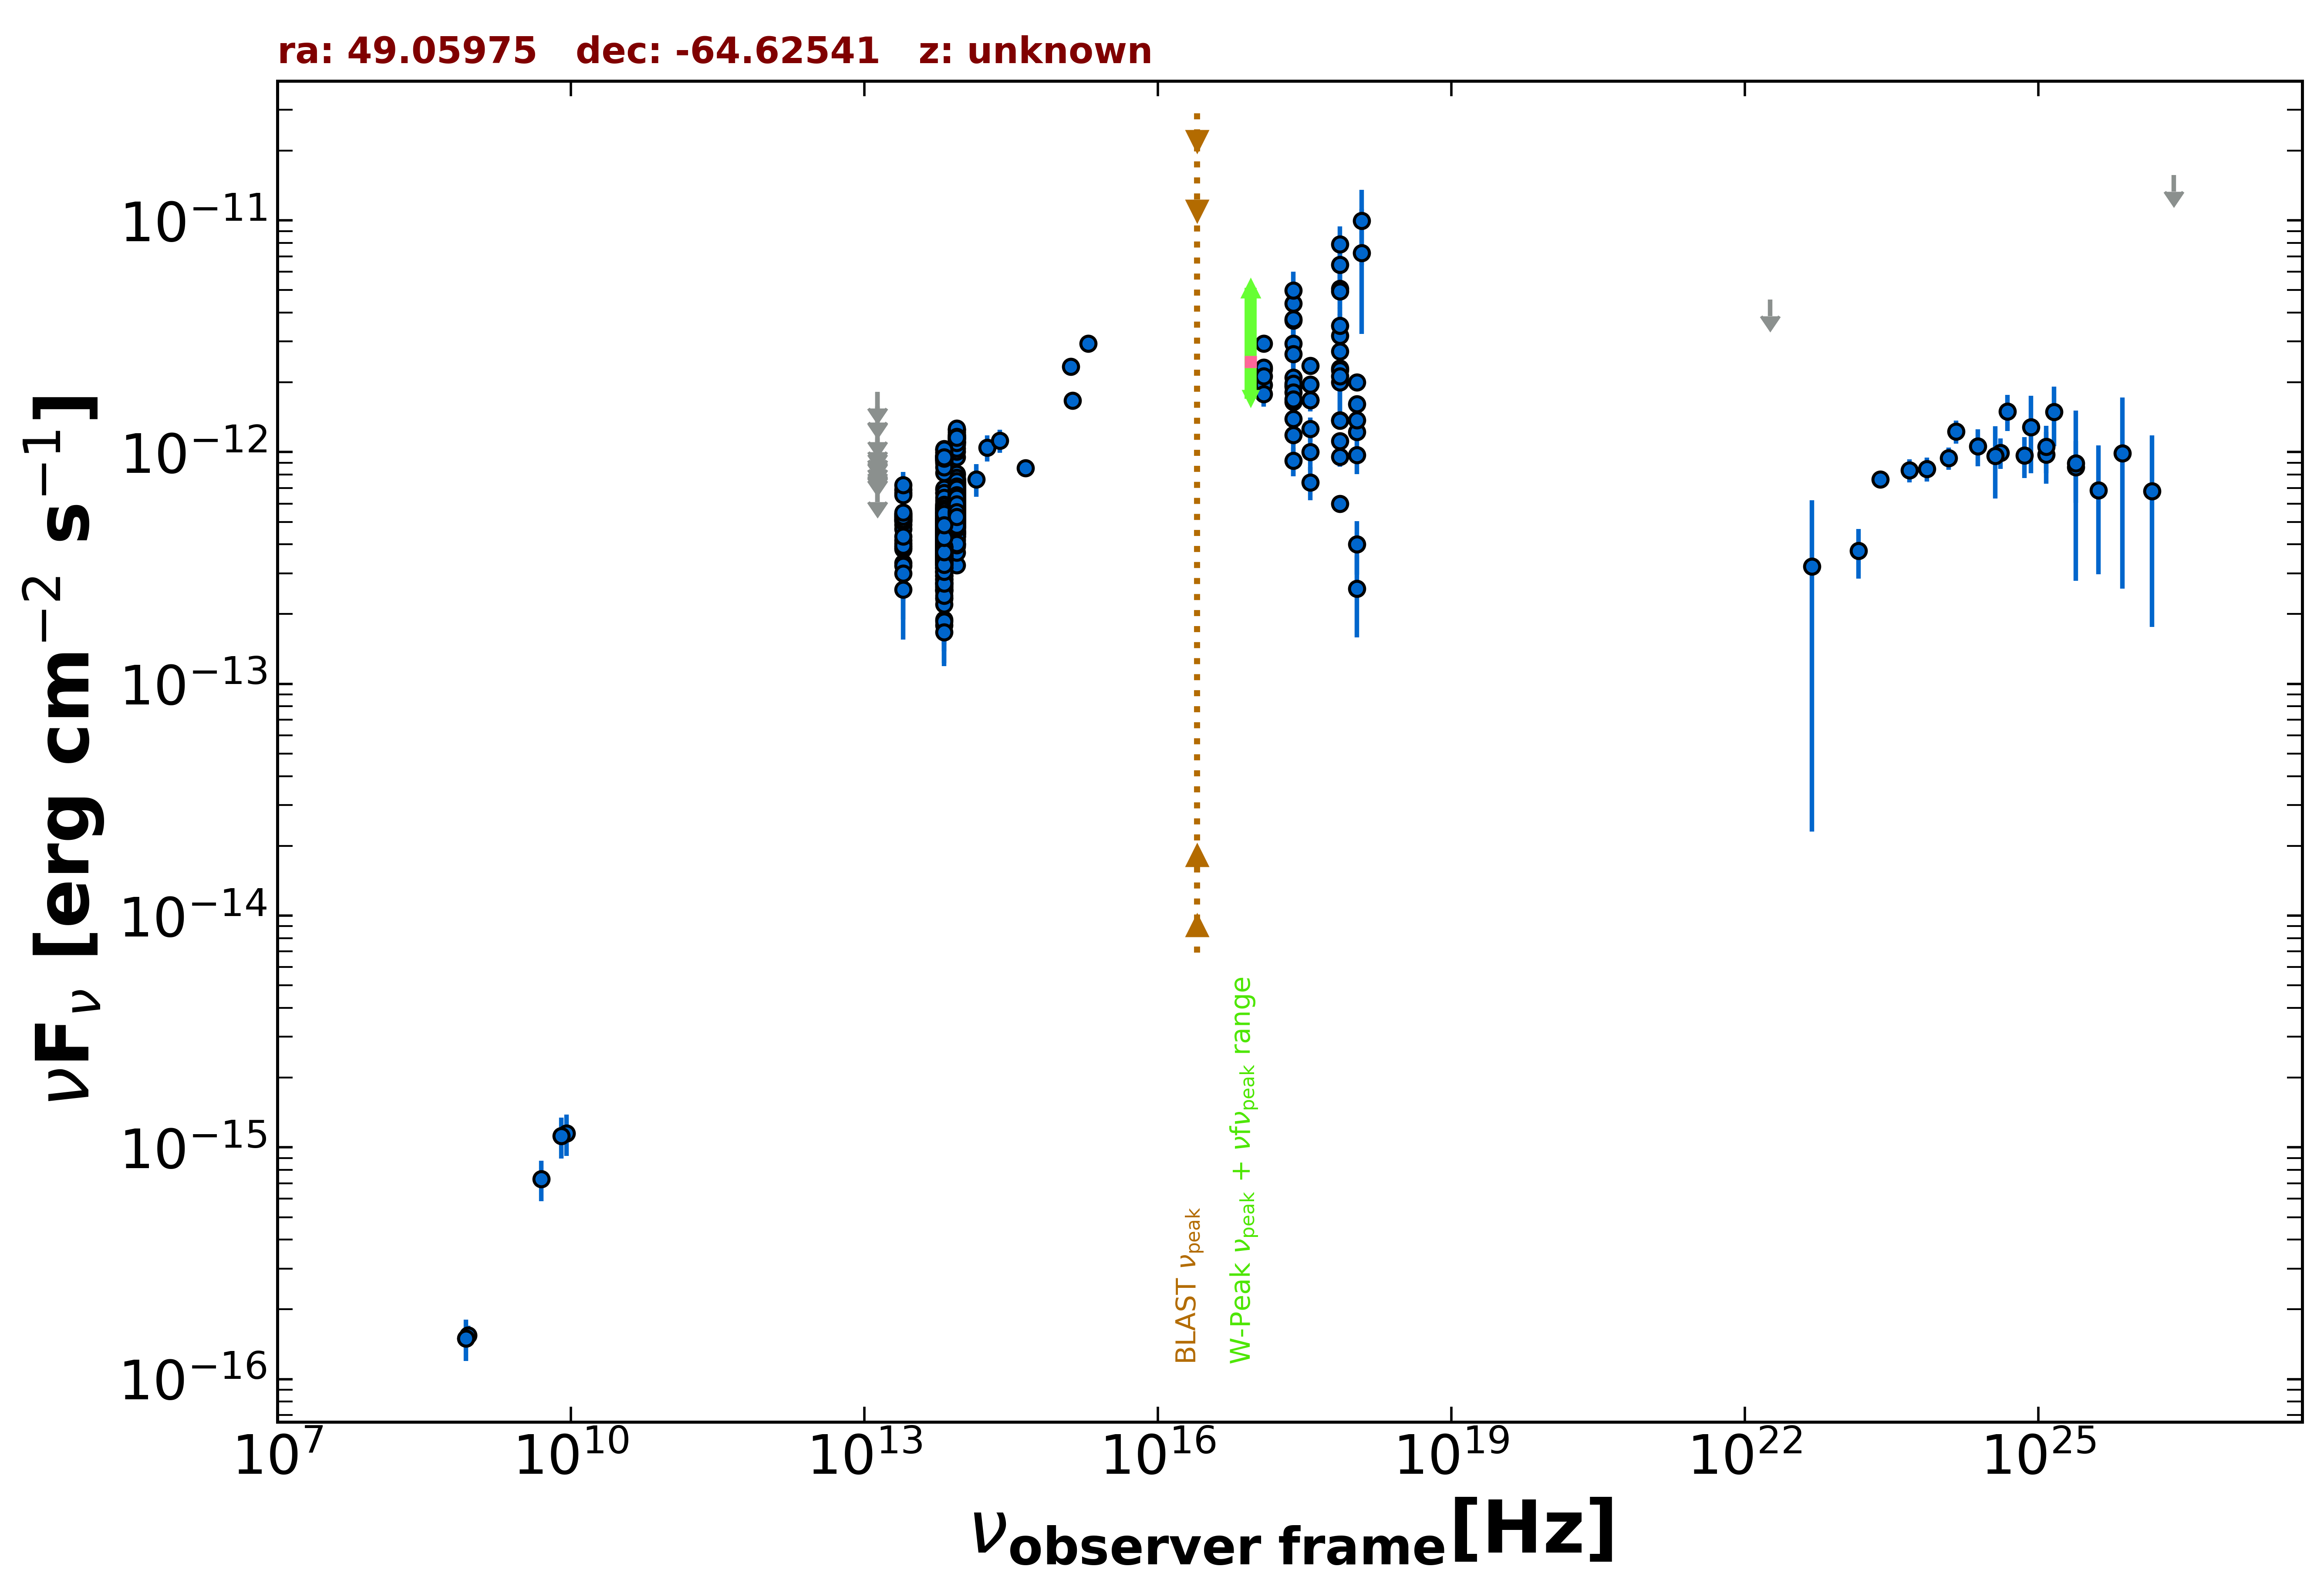 ra: 49.05975   dec: -64.62541   z: unknown
νFν [erg cm−2 s−1]
10−11
10−12
10−13
10−14
10−15
10−16
BLAST νpeak
W-Peak νpeak + νfνpeak range
107 1010 1013 1016 1019 1022 1025
νobserver frame[Hz]